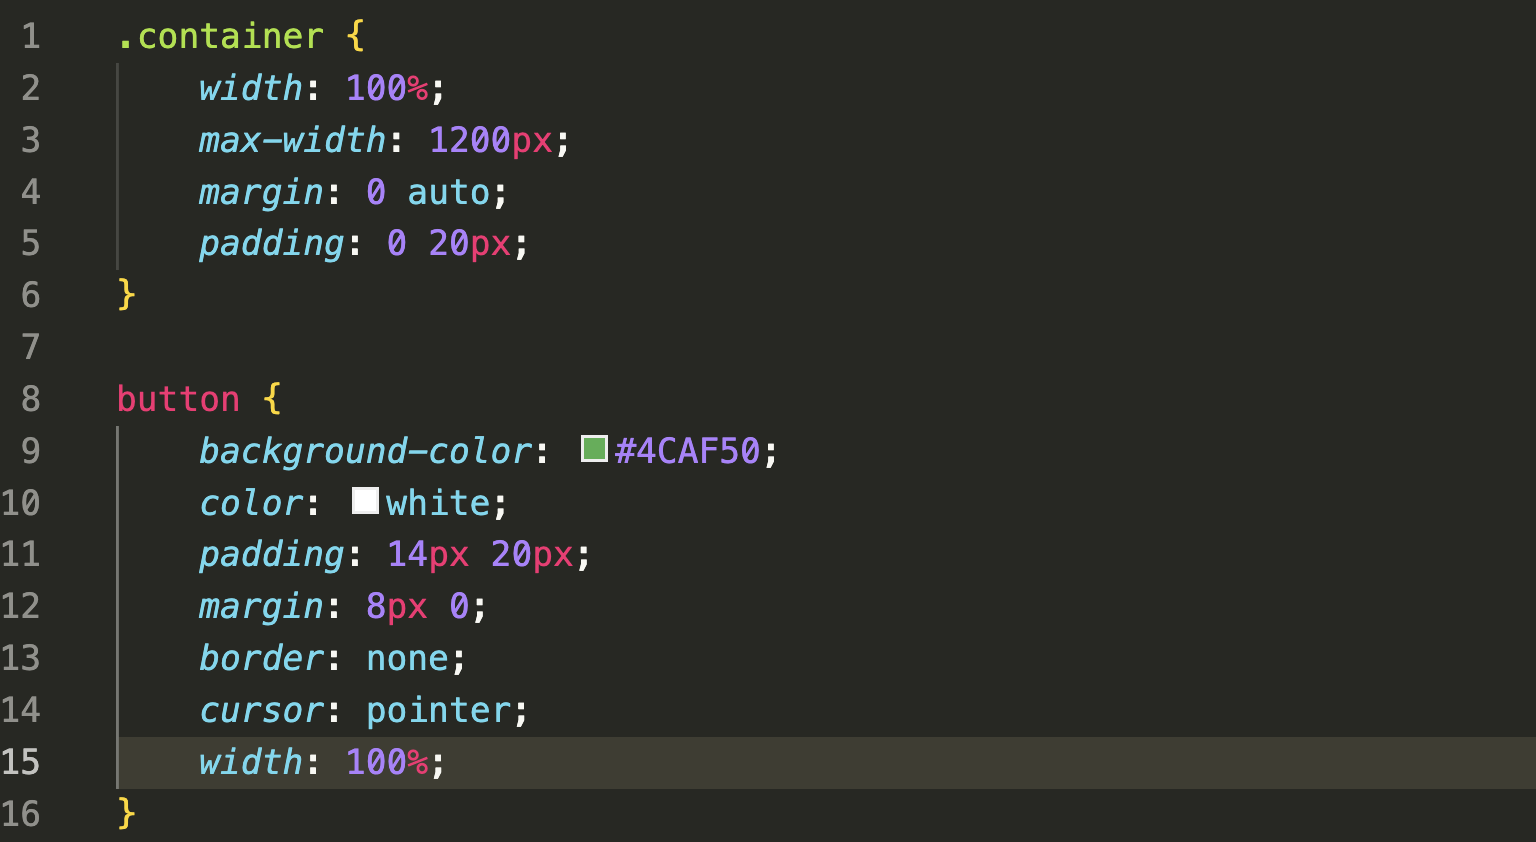 1 .container {
2     width: 100%;
3     max-width: 1200px;
4     margin: 0 auto;
5     padding: 0 20px;
6 }
7
8 button {
9     background-color: #4CAF50;
10     color: white;
11     padding: 14px 20px;
12     margin: 8px 0;
13     border: none;
14     cursor: pointer;
15     width: 100%;
16 }